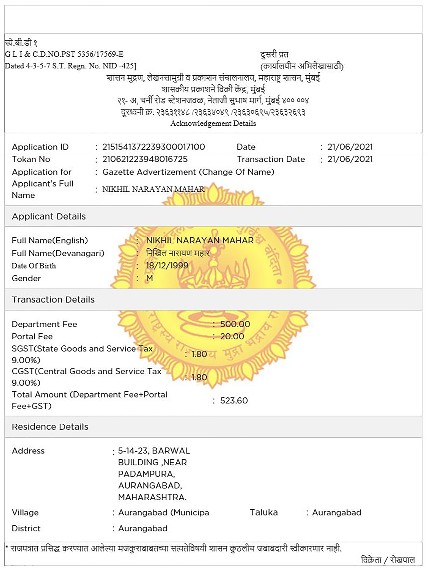 खे.बी.डी १
G L I & C.D.NO.PST 5356/17569-E
दुसरी प्रत
Dated 4-3-5-7 S.T. Regn. No. NID -425]
(कार्यालयीन अभिलेखासाठी)
शासन मुद्रण, लेखनसामुग्री व प्रकाशन संचालनालय, महाराष्ट्र शासन, मुंबई
शासकीय प्रकाशने विक्री केंद्र, मुंबई
२१- अ, चर्नी रोड स्टेशनजवळ, नेताजी सुभाष मार्ग, मुंबई ४०० ००४
दूरध्वनी क्र. २३६३११४८ /२३६३४०४९ /२३६३०६९५/२३६३२६९३
Acknowledgement Details
Application ID : 2151541372239300017100 Date : 21/06/2021
Tokan No : 210621223948016725 Transaction Date : 21/06/2021
Application for : Gazette Advertizement (Change Of Name)
Applicant's Full Name : NIKHIL NARAYAN MAHAR
Applicant Details
Full Name(English) : NIKHIL NARAYAN MAHAR
Full Name(Devanagari) : निखिल नारायण महार
Date Of Birth : 18/12/1999
Gender : M
Transaction Details
Department Fee : 500.00
Portal Fee : 20.00
SGST(State Goods and Service Tax 9.00%) : 1.80
CGST(Central Goods and Service Tax 9.00%) : 1.80
Total Amount (Department Fee+Portal Fee+GST) : 523.60
Residence Details
Address : 5-14-23, BARWAL
BUILDING ,NEAR
PADAMPURA,
AURANGABAD,
MAHARASHTRA.
Village : Aurangabad (Municipa Taluka : Aurangabad
District : Aurangabad
* राजपत्रात प्रसिद्ध करण्यात आलेल्या मजकुराबाबतच्या सत्यतेविषयी शासन कुठलीय जबाबदारी स्वीकारणार नाही.
विक्रेता / रोखपाल